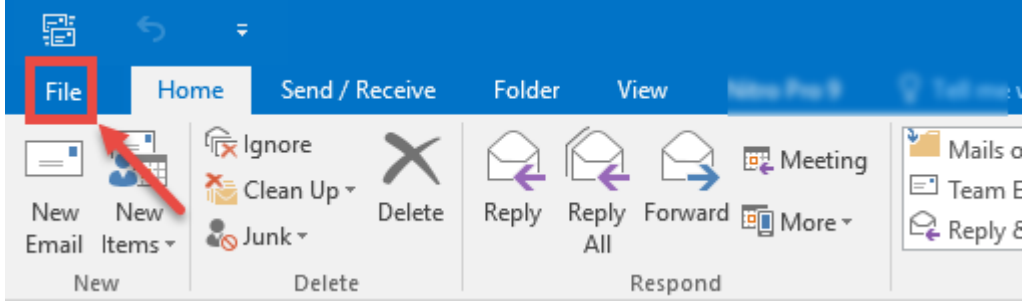 File Home Send / Receive Folder View
Ignore
Clean Up
Junk
New Email
New Items
Delete
Reply
Reply All
Forward
Meeting
More
Mails
Team
Reply &
New Delete Respond